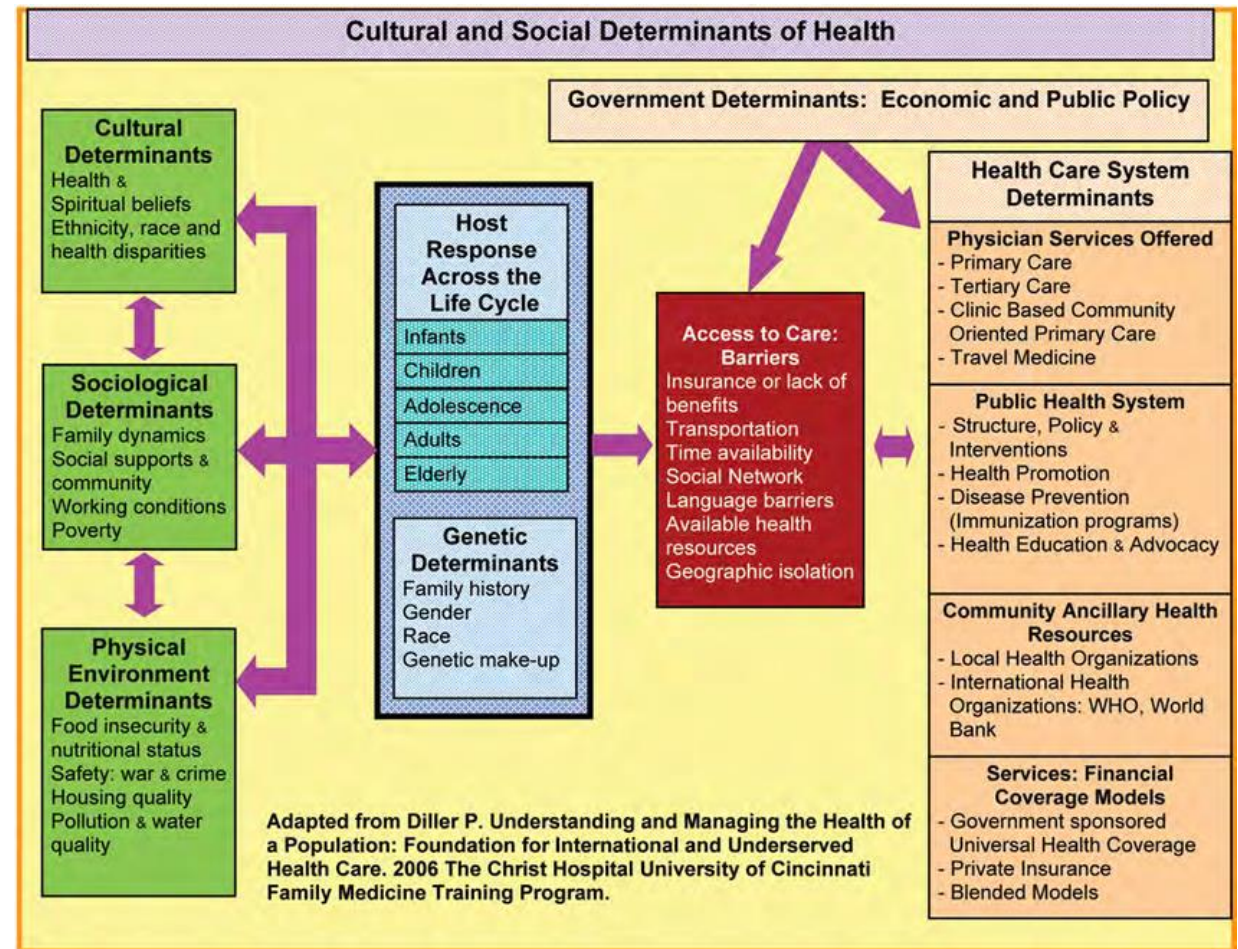 Cultural and Social Determinants of Health
Government Determinants: Economic and Public Policy
Cultural
Determinants
Health &
Spiritual beliefs
Ethnicity, race and
health disparities
Sociological
Determinants
Family dynamics
Social supports &
community
Working conditions
Poverty
Physical
Environment
Determinants
Food insecurity &
nutritional status
Safety: war & crime
Housing quality
Pollution & water
quality
Host
Response
Across the
Life Cycle
Infants
Children
Adolescence
Adults
Elderly
Genetic
Determinants
Family history
Gender
Race
Genetic make-up
Access to Care:
Barriers
Insurance or lack of
benefits
Transportation
Time availability
Social Network
Language barriers
Available health
resources
Geographic isolation
Health Care System
Determinants
Physician Services Offered
- Primary Care
- Tertiary Care
- Clinic Based Community
Oriented Primary Care
- Travel Medicine
Public Health System
- Structure, Policy &
Interventions
- Health Promotion
- Disease Prevention
(Immunization programs)
- Health Education & Advocacy
Community Ancillary Health
Resources
- Local Health Organizations
- International Health
Organizations: WHO, World
Bank
Services: Financial
Coverage Models
- Government sponsored
Universal Health Coverage
- Private Insurance
- Blended Models
Adapted from Diller P. Understanding and Managing the Health of
a Population: Foundation for International and Underserved
Health Care. 2006 The Christ Hospital University of Cincinnati
Family Medicine Training Program.